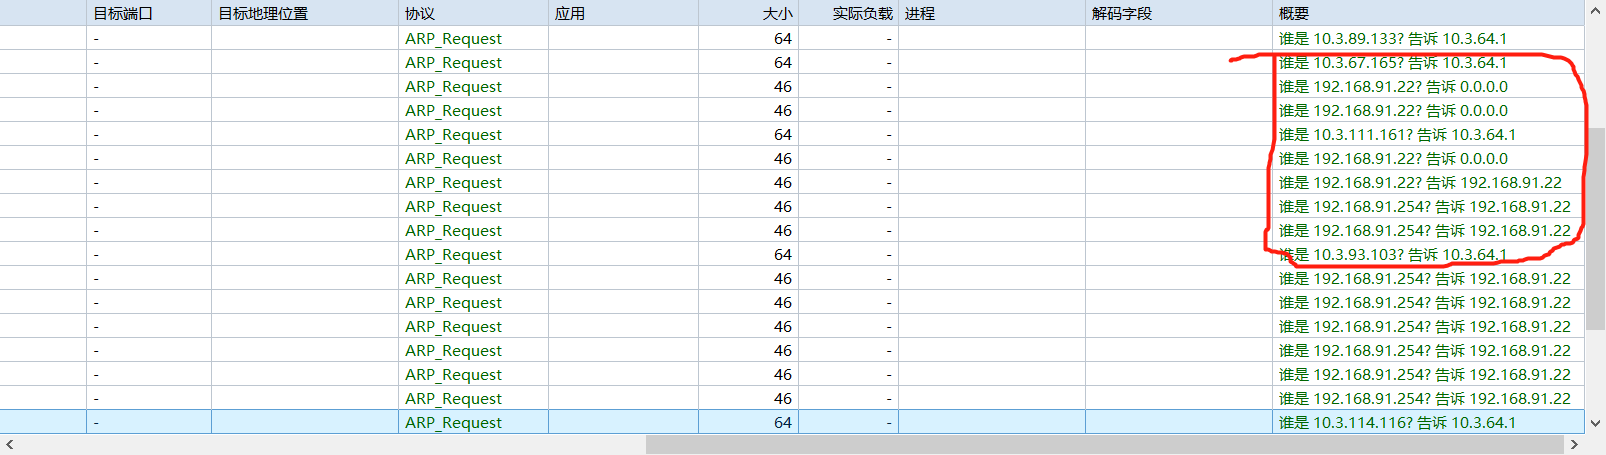 目标端口 目标地理位置 协议 应用 大小 实际负载 进程 解码字段 概要
- ARP_Request 64 - 谁是 10.3.89.133? 告诉 10.3.64.1
- ARP_Request 64 - 谁是 10.3.67.165? 告诉 10.3.64.1
- ARP_Request 46 - 谁是 192.168.91.22? 告诉 0.0.0.0
- ARP_Request 46 - 谁是 192.168.91.22? 告诉 0.0.0.0
- ARP_Request 64 - 谁是 10.3.111.161? 告诉 10.3.64.1
- ARP_Request 46 - 谁是 192.168.91.22? 告诉 0.0.0.0
- ARP_Request 46 - 谁是 192.168.91.22? 告诉 192.168.91.22
- ARP_Request 46 - 谁是 192.168.91.254? 告诉 192.168.91.22
- ARP_Request 46 - 谁是 192.168.91.254? 告诉 192.168.91.22
- ARP_Request 64 - 谁是 10.3.93.103? 告诉 10.3.64.1
- ARP_Request 46 - 谁是 192.168.91.254? 告诉 192.168.91.22
- ARP_Request 46 - 谁是 192.168.91.254? 告诉 192.168.91.22
- ARP_Request 46 - 谁是 192.168.91.254? 告诉 192.168.91.22
- ARP_Request 46 - 谁是 192.168.91.254? 告诉 192.168.91.22
- ARP_Request 46 - 谁是 192.168.91.254? 告诉 192.168.91.22
- ARP_Request 46 - 谁是 192.168.91.254? 告诉 192.168.91.22
- ARP_Request 64 - 谁是 10.3.114.116? 告诉 10.3.64.1